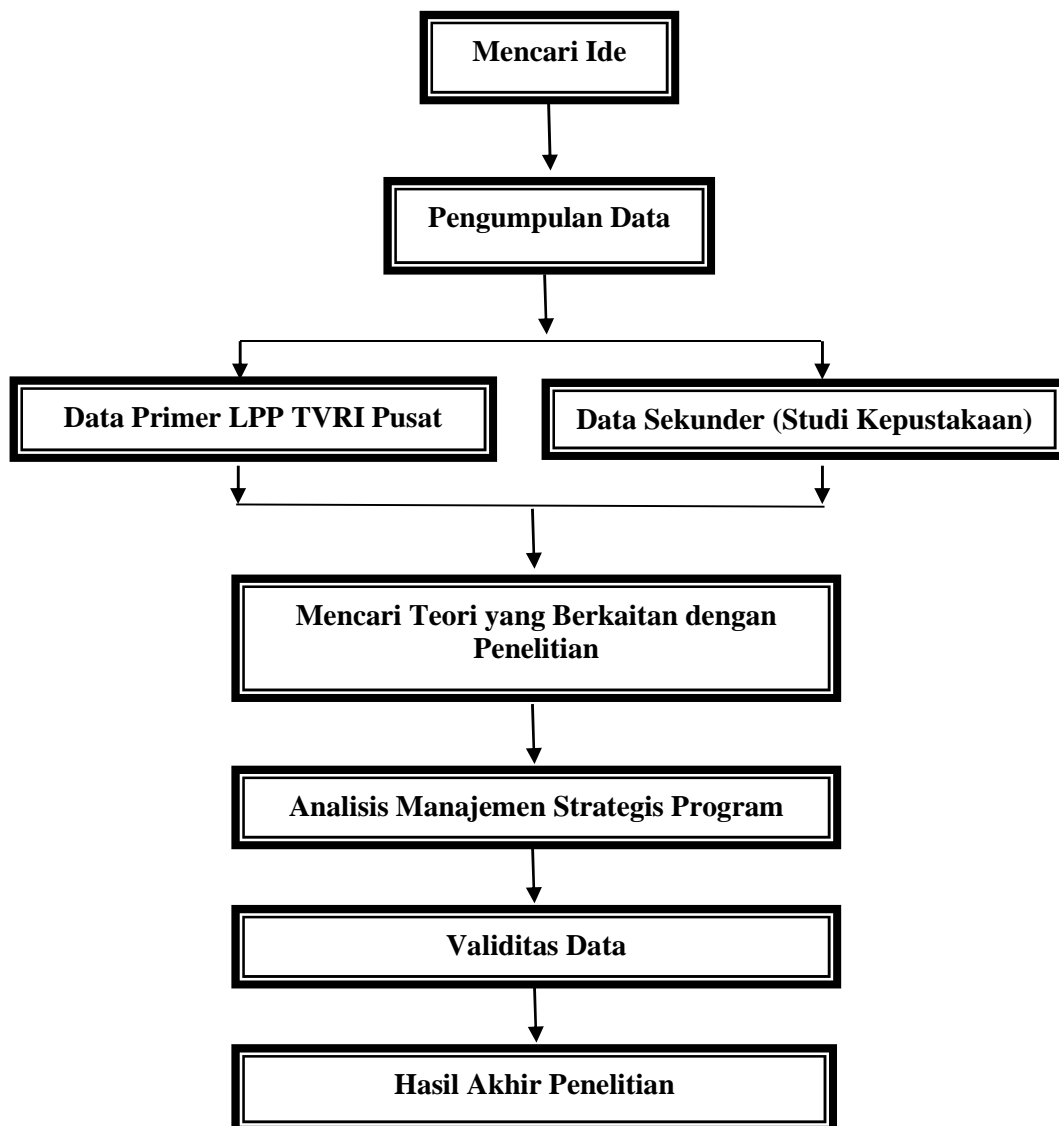 Mencari Ide
Pengumpulan Data
Data Primer LPP TVRI Pusat
Data Sekunder (Studi Kepustakaan)
Mencari Teori yang Berkaitan dengan
Penelitian
Analisis Manajemen Strategis Program
Validitas Data
Hasil Akhir Penelitian